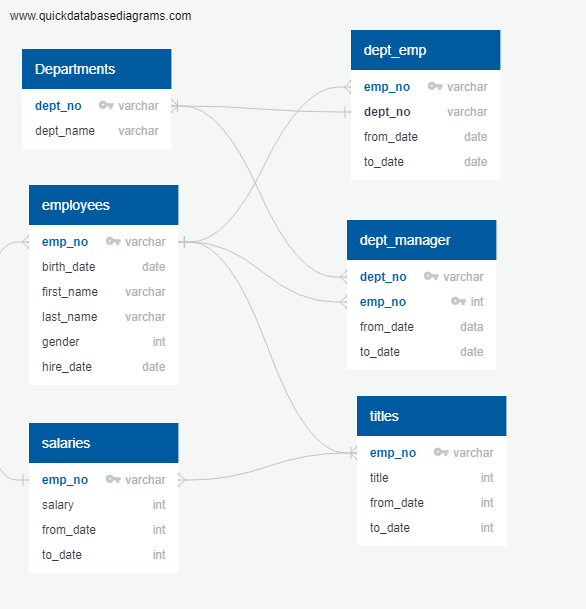 www.quickdatabasediagrams.com
Departments
dept_no varchar
dept_name varchar
employees
emp_no varchar
birth_date date
first_name varchar
last_name varchar
gender int
hire_date date
salaries
emp_no varchar
salary int
from_date int
to_date int
dept_emp
emp_no varchar
dept_no varchar
from_date date
to_date date
dept_manager
dept_no varchar
emp_no int
from_date data
to_date date
titles
emp_no varchar
title int
from_date int
to_date int